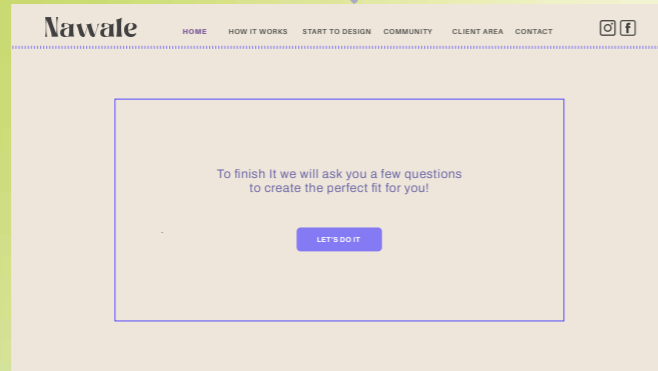 Nawale
HOME HOW IT WORKS START TO DESIGN COMMUNITY CLIENT AREA CONTACT
To finish It we will ask you a few questions
to create the perfect fit for you!
LET'S DO IT